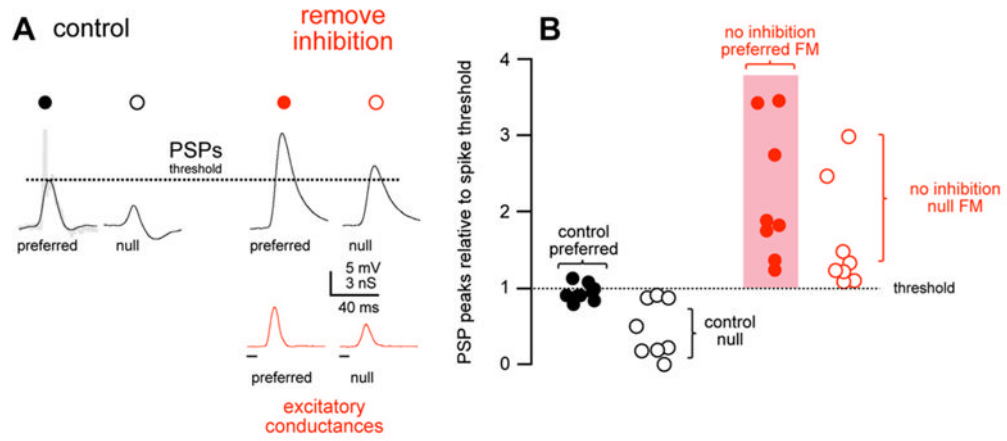 A
control
remove
inhibition
PSPs
threshold
preferred
null
preferred
null
5 mV
3 nS
40 ms
preferred
null
excitatory
conductances
B
no inhibition
preferred FM
PSP peaks relative to spike threshold
4
3
2
1
0
control
preferred
control
null
no inhibition
null FM
threshold